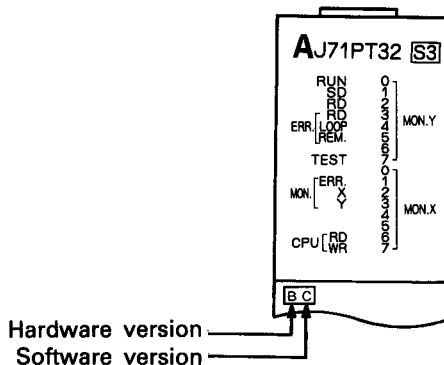 AJ71PT32 S3
RUN 0
SD 1
RD 2
ERR. RD 3 MON.Y
LOOP 4
REM. 5
6
TEST 7
0
MON. ERR. 1
X 2
Y 3 MON.X
4
5
CPU RD 6
WR 7
B C
Hardware version
Software version